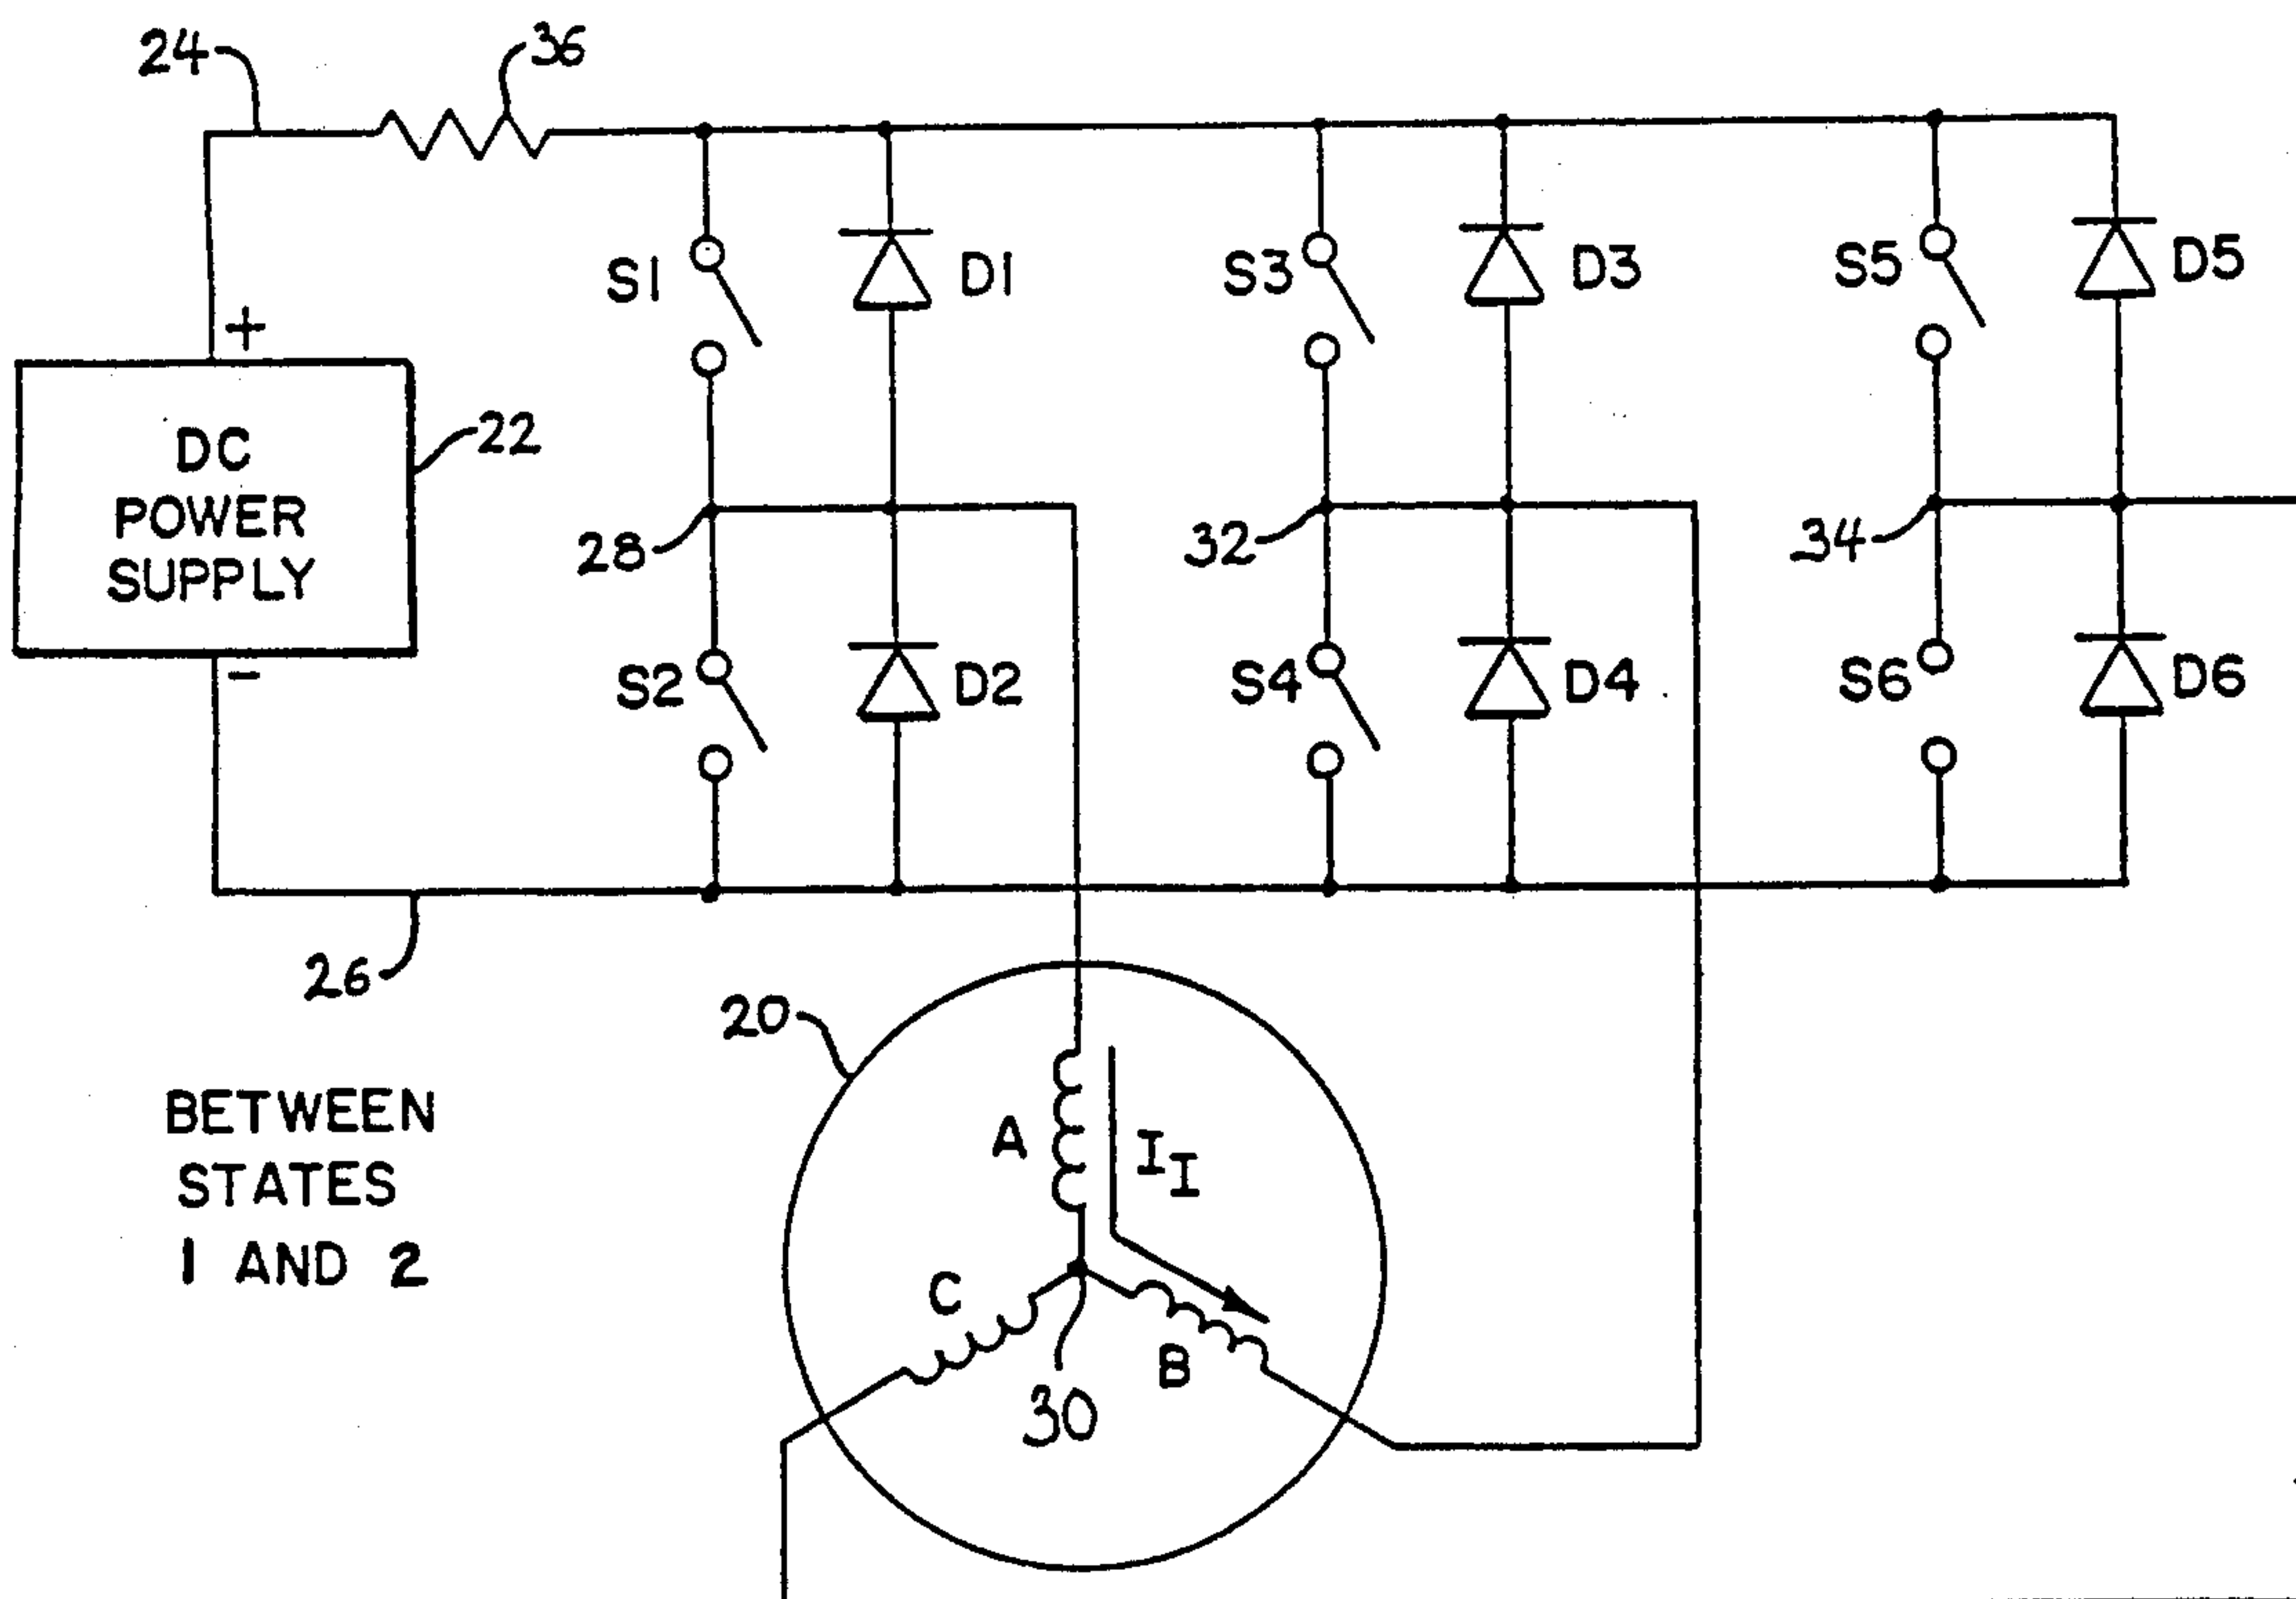 24
36
S1
D1
S3
D3
S5
D5
+
DC
POWER
SUPPLY
22
28
32
34
-
S2
D2
S4
D4
S6
D6
26
20
BETWEEN
STATES
1 AND 2
A
I I
C
B
30